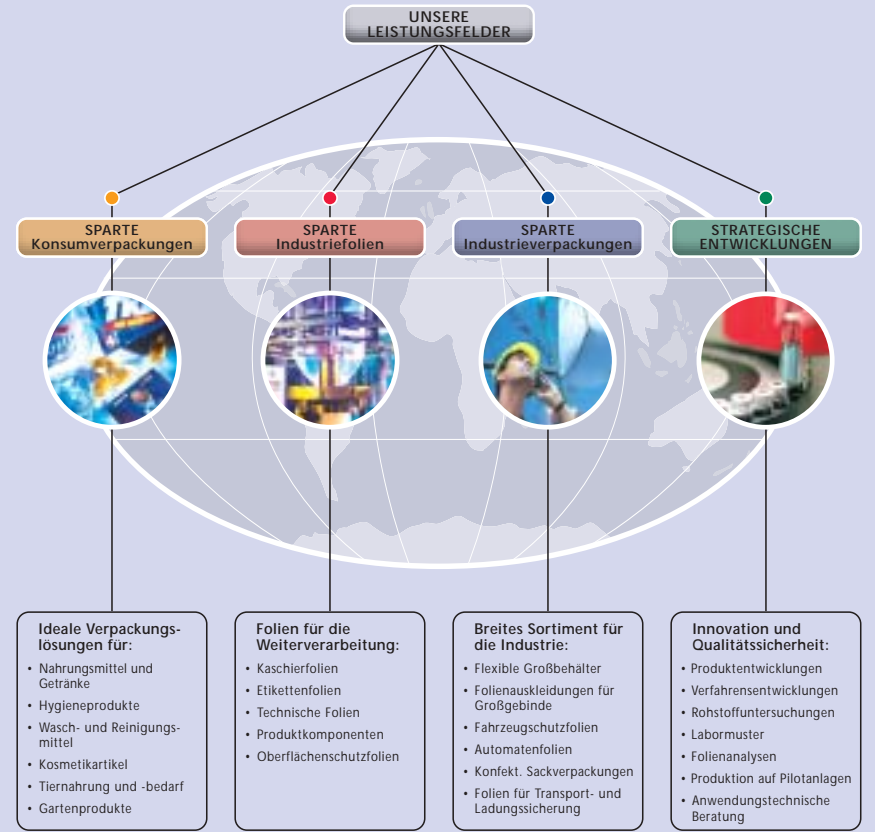 UNSERE
LEISTUNGSFELDER
SPARTE
Konsumverpackungen
SPARTE
Industriefolien
SPARTE
Industrieverpackungen
STRATEGISCHE
ENTWICKLUNGEN
Ideale Verpackungs-
lösungen für:
• Nahrungsmittel und
Getränke
• Hygieneprodukte
• Wasch- und Reinigungs-
mittel
• Kosmetikartikel
• Tiernahrung und -bedarf
• Gartenprodukte
Folien für die
Weiterverarbeitung:
• Kaschierfolien
• Etikettenfolien
• Technische Folien
• Produktkomponenten
• Oberflächenschutzfolien
Breites Sortiment für
die Industrie:
• Flexible Großbehälter
• Folienauskleidungen für
Großgebinde
• Fahrzeugschutzfolien
• Automatenfolien
• Konfekt. Sackverpackungen
• Folien für Transport- und
Ladungssicherung
Innovation und
Qualitätssicherheit:
• Produktentwicklungen
• Verfahrensentwicklungen
• Rohstoffuntersuchungen
• Labormuster
• Folienanalysen
• Produktion auf Pilotanlagen
• Anwendungstechnische
Beratung